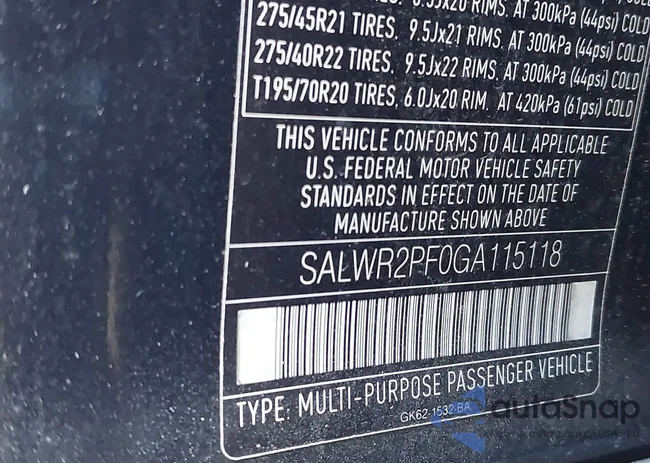 275/45R21 TIRES, 9.5Jx21 RIMS, AT 300kPa (44psi) COLD
275/40R22 TIRES, 9.5Jx22 RIMS, AT 300kPa (44psi) COLD
T195/70R20 TIRES, 6.0Jx20 RIM, AT 420kPa (61psi) COLD
THIS VEHICLE CONFORMS TO ALL APPLICABLE
U.S. FEDERAL MOTOR VEHICLE SAFETY
STANDARDS IN EFFECT ON THE DATE OF
MANUFACTURE SHOWN ABOVE
SALWR2PF0GA115118
TYPE: MULTI-PURPOSE PASSENGER VEHICLE
GK62-1532-BA
autoSnap